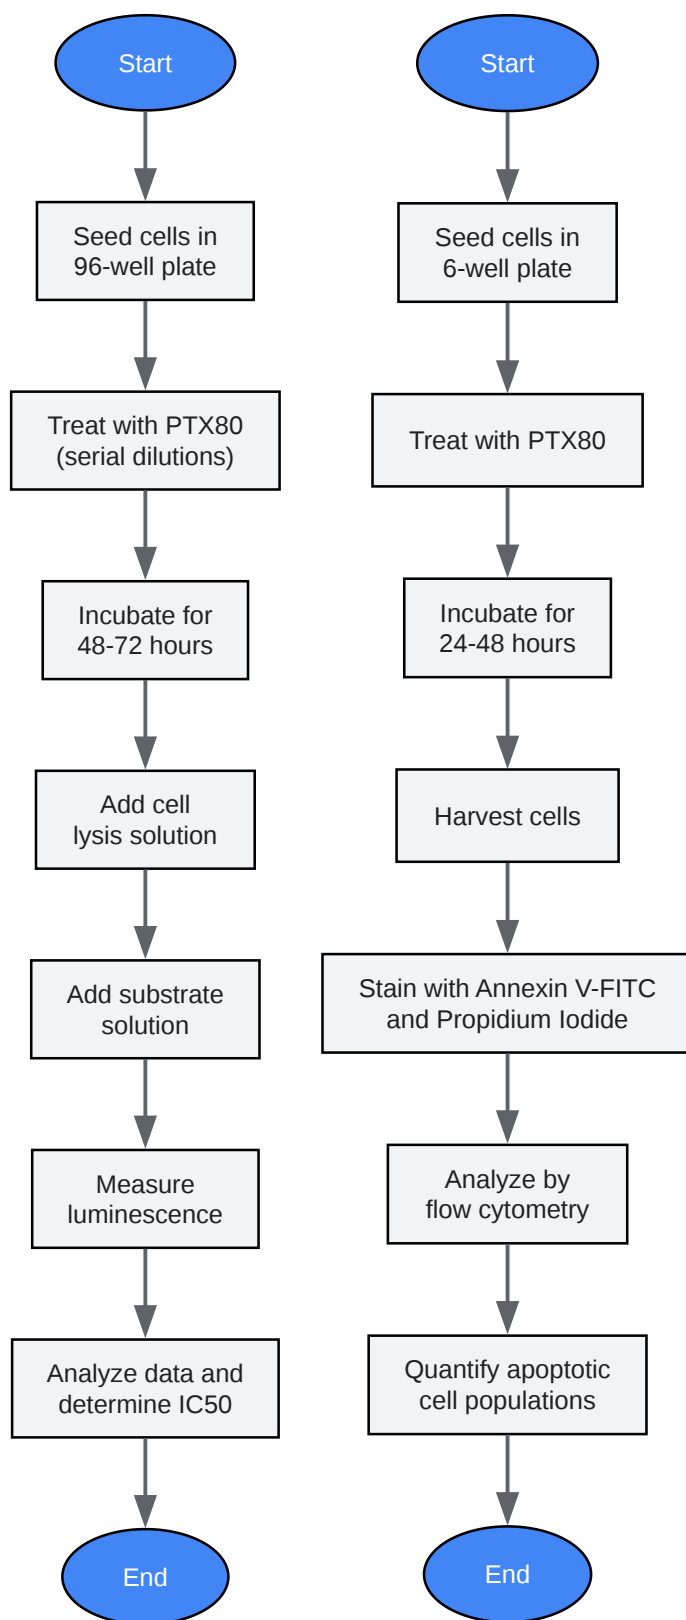 Start
Seed cells in
96-well plate
Treat with PTX80
(serial dilutions)
Incubate for
48-72 hours
Add cell
lysis solution
Add substrate
solution
Measure
luminescence
Analyze data and
determine IC50
End
Start
Seed cells in
6-well plate
Treat with PTX80
Incubate for
24-48 hours
Harvest cells
Stain with Annexin V-FITC
and Propidium Iodide
Analyze by
flow cytometry
Quantify apoptotic
cell populations
End